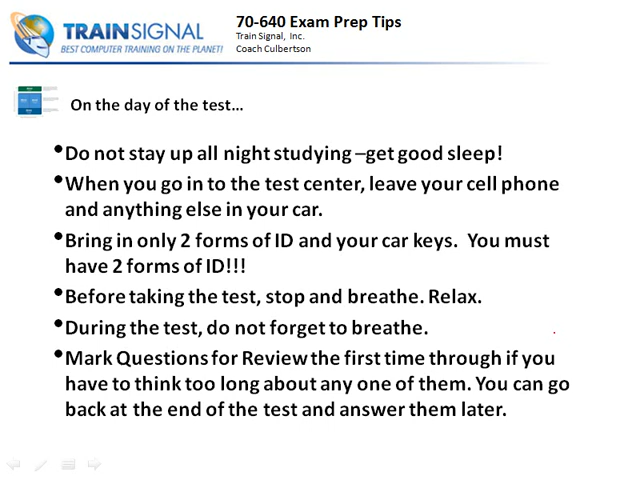 TRAINSIGNAL
BEST COMPUTER TRAINING ON THE PLANET!
70-640 Exam Prep Tips
Train Signal, Inc.
Coach Culbertson
On the day of the test…
•Do not stay up all night studying –get good sleep!
•When you go in to the test center, leave your cell phone
and anything else in your car.
•Bring in only 2 forms of ID and your car keys.  You must
have 2 forms of ID!!!
•Before taking the test, stop and breathe. Relax.
•During the test, do not forget to breathe.
•Mark Questions for Review the first time through if you
have to think too long about any one of them. You can go
back at the end of the test and answer them later.